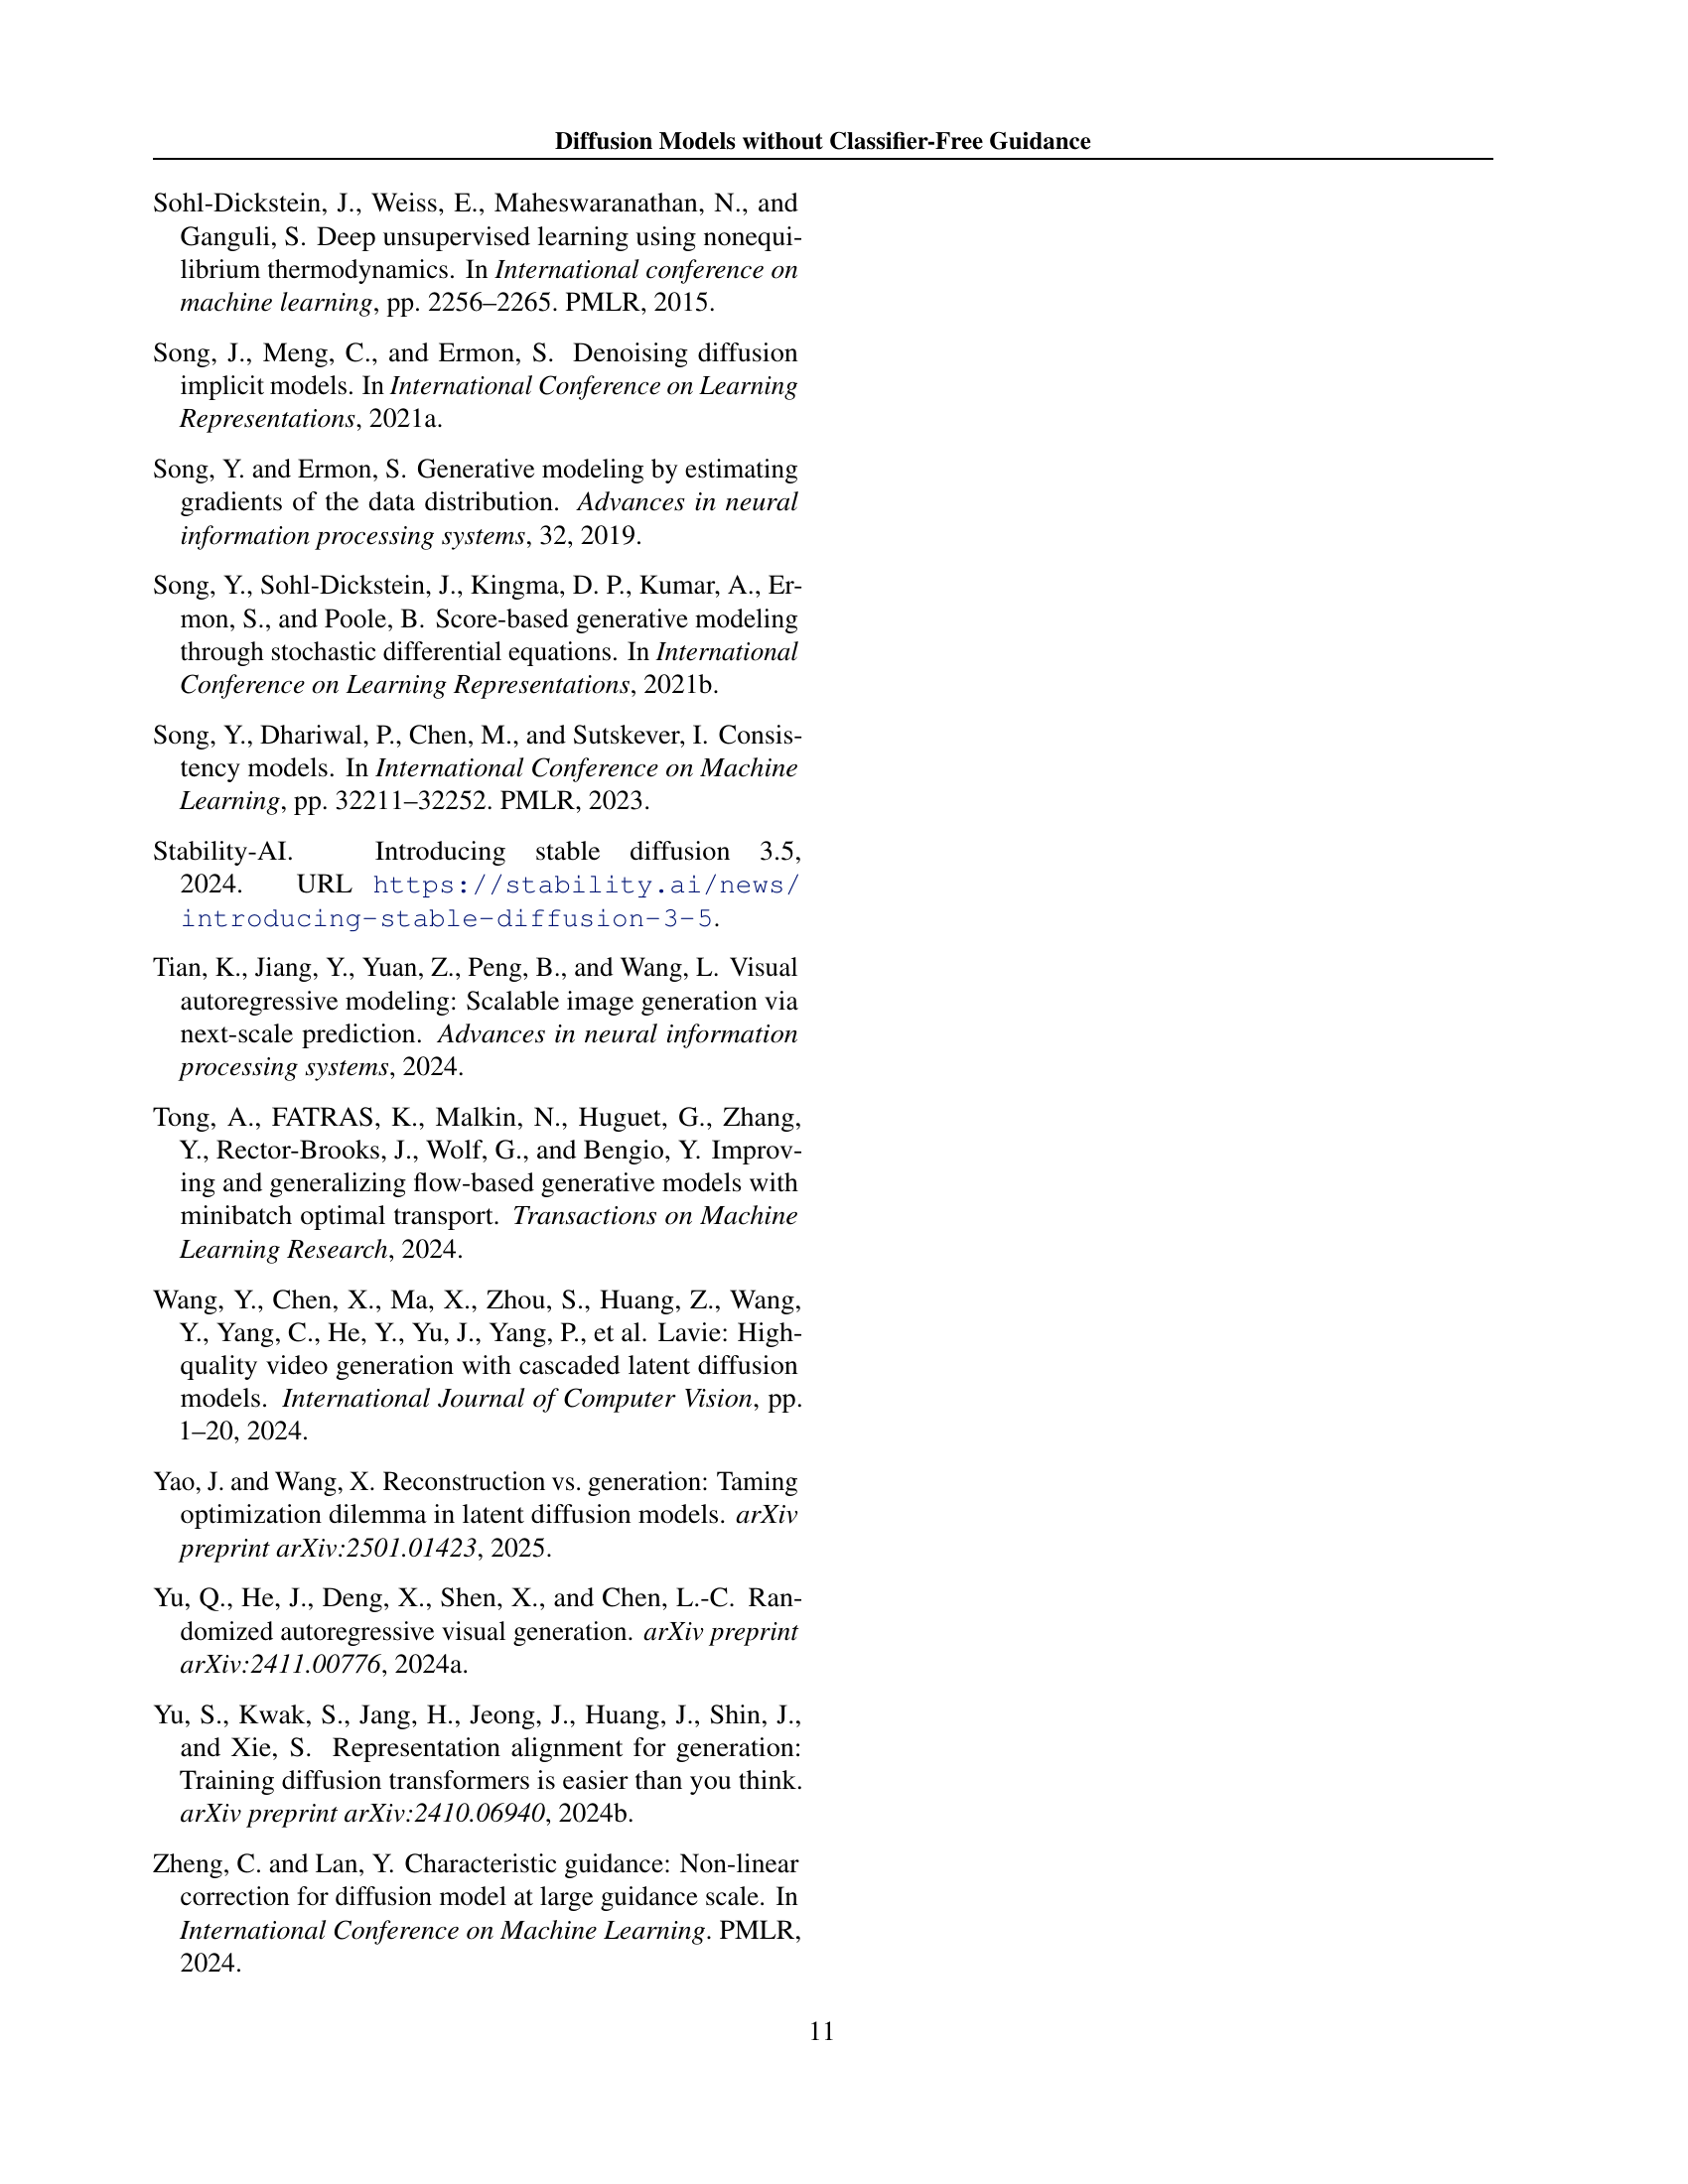 Diffusion Models without Classifier-Free Guidance
Sohl-Dickstein, J., Weiss, E., Maheswaranathan, N., and
Ganguli, S. Deep unsupervised learning using nonequi-
librium thermodynamics. In International conference on
machine learning, pp. 2256–2265. PMLR, 2015.
Song, J., Meng, C., and Ermon, S. Denoising diffusion
implicit models. In International Conference on Learning
Representations, 2021a.
Song, Y. and Ermon, S. Generative modeling by estimating
gradients of the data distribution. Advances in neural
information processing systems, 32, 2019.
Song, Y., Sohl-Dickstein, J., Kingma, D. P., Kumar, A., Er-
mon, S., and Poole, B. Score-based generative modeling
through stochastic differential equations. In International
Conference on Learning Representations, 2021b.
Song, Y., Dhariwal, P., Chen, M., and Sutskever, I. Consis-
tency models. In International Conference on Machine
Learning, pp. 32211–32252. PMLR, 2023.
Stability-AI. Introducing stable diffusion 3.5,
2024. URL https://stability.ai/news/
introducing-stable-diffusion-3-5.
Tian, K., Jiang, Y., Yuan, Z., Peng, B., and Wang, L. Visual
autoregressive modeling: Scalable image generation via
next-scale prediction. Advances in neural information
processing systems, 2024.
Tong, A., FATRAS, K., Malkin, N., Huguet, G., Zhang,
Y., Rector-Brooks, J., Wolf, G., and Bengio, Y. Improv-
ing and generalizing flow-based generative models with
minibatch optimal transport. Transactions on Machine
Learning Research, 2024.
Wang, Y., Chen, X., Ma, X., Zhou, S., Huang, Z., Wang,
Y., Yang, C., He, Y., Yu, J., Yang, P., et al. Lavie: High-
quality video generation with cascaded latent diffusion
models. International Journal of Computer Vision, pp.
1–20, 2024.
Yao, J. and Wang, X. Reconstruction vs. generation: Taming
optimization dilemma in latent diffusion models. arXiv
preprint arXiv:2501.01423, 2025.
Yu, Q., He, J., Deng, X., Shen, X., and Chen, L.-C. Ran-
domized autoregressive visual generation. arXiv preprint
arXiv:2411.00776, 2024a.
Yu, S., Kwak, S., Jang, H., Jeong, J., Huang, J., Shin, J.,
and Xie, S. Representation alignment for generation:
Training diffusion transformers is easier than you think.
arXiv preprint arXiv:2410.06940, 2024b.
Zheng, C. and Lan, Y. Characteristic guidance: Non-linear
correction for diffusion model at large guidance scale. In
International Conference on Machine Learning. PMLR,
2024.
11